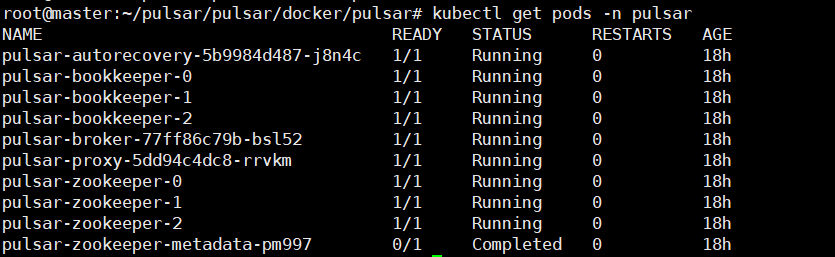 root@master:~/pulsar/pulsar/docker/pulsar# kubectl get pods -n pulsar
NAME READY STATUS RESTARTS AGE
pulsar-autorecovery-5b9984d487-j8n4c 1/1 Running 0 18h
pulsar-bookkeeper-0 1/1 Running 0 18h
pulsar-bookkeeper-1 1/1 Running 0 18h
pulsar-bookkeeper-2 1/1 Running 0 18h
pulsar-broker-77ff86c79b-bsl52 1/1 Running 0 18h
pulsar-proxy-5dd94c4dc8-rrvkm 1/1 Running 0 18h
pulsar-zookeeper-0 1/1 Running 0 18h
pulsar-zookeeper-1 1/1 Running 0 18h
pulsar-zookeeper-2 1/1 Running 0 18h
pulsar-zookeeper-metadata-pm997 0/1 Completed 0 18h